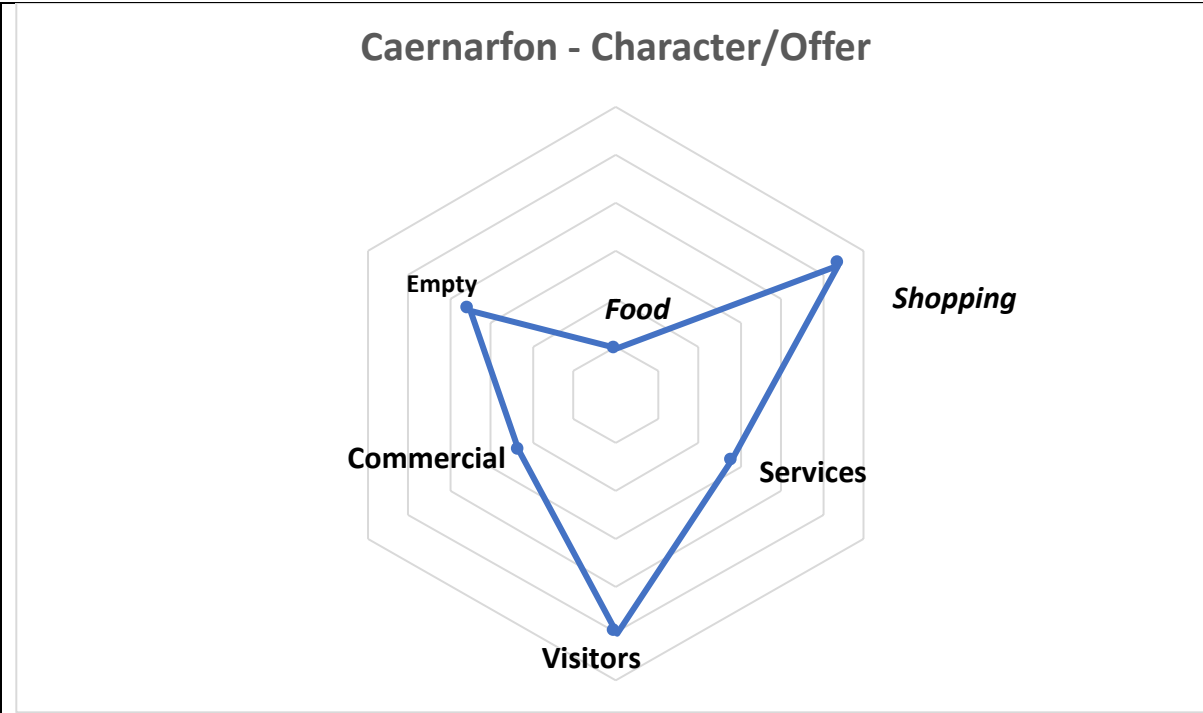 Caernarfon - Character/Offer
Empty
Food
Shopping
Commercial
Services
Visitors